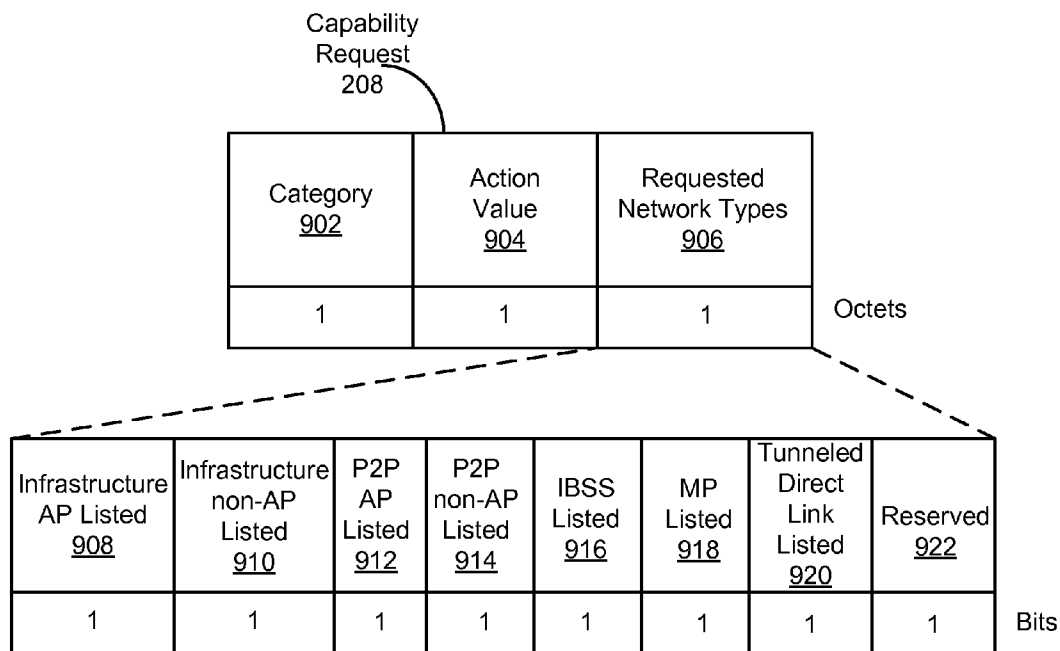 Capability
Request
208
Category
902
Action
Value
904
Requested
Network Types
906
1
1
1
Octets
Infrastructure
AP Listed
908
Infrastructure
non-AP
Listed
910
P2P
AP
Listed
912
P2P
non-AP
Listed
914
IBSS
Listed
916
MP
Listed
918
Tunneled
Direct
Link
Listed
920
Reserved
922
1
1
1
1
1
1
1
1
Bits